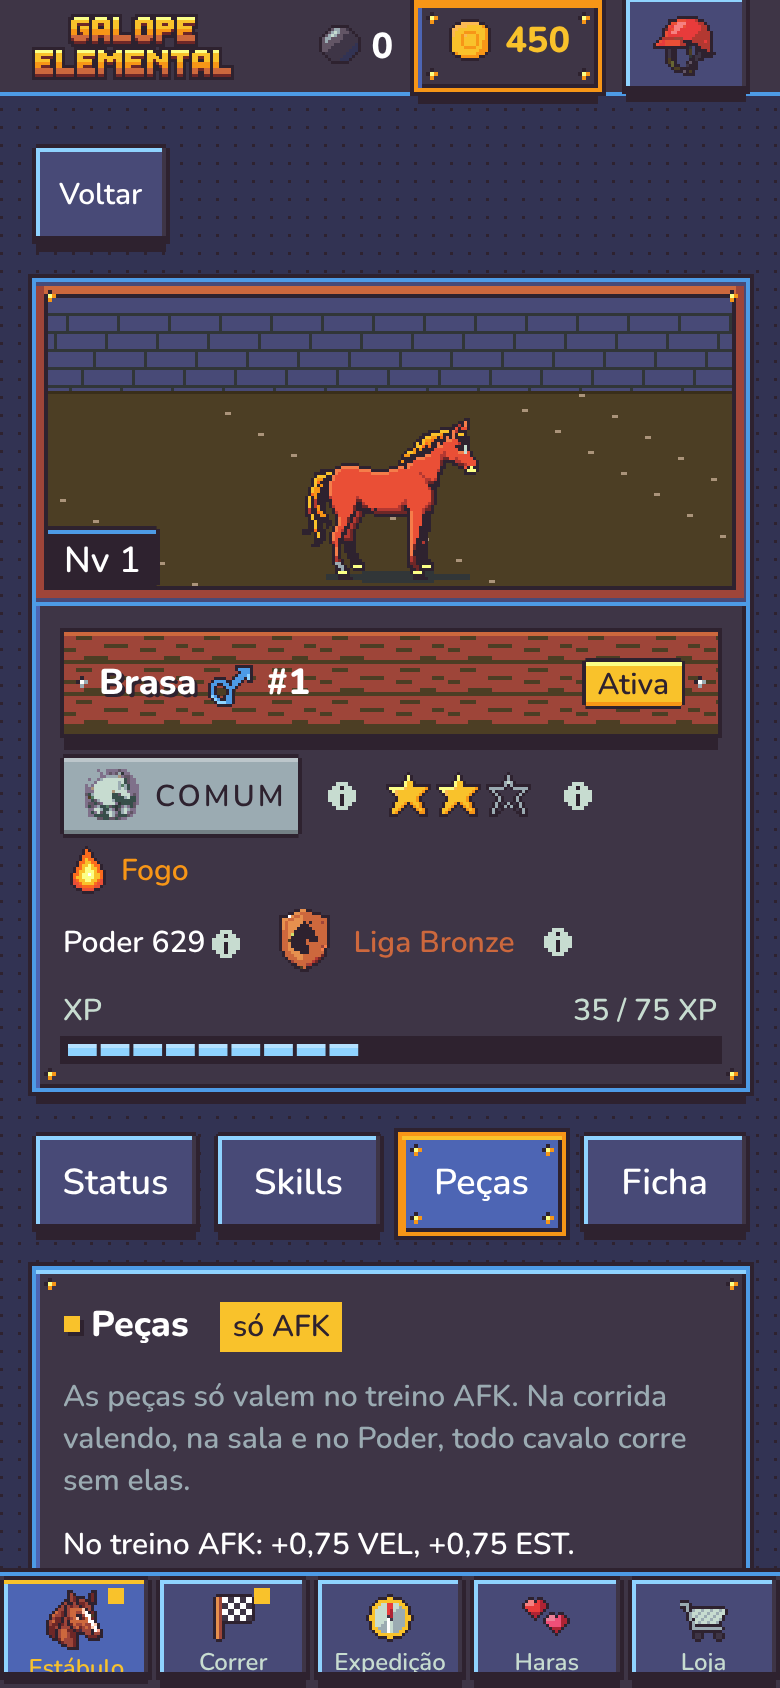 GALOPE
ELEMENTAL
0
450
Voltar
Nv 1
Brasa #1
Ativa
COMUM
Fogo
Poder 629
Liga Bronze
XP
35 / 75 XP
Status
Skills
Peças
Ficha
Peças
só AFK
As peças só valem no treino AFK. Na corrida
valendo, na sala e no Poder, todo cavalo corre
sem elas.
No treino AFK: +0,75 VEL, +0,75 EST.
Estábulo
Correr
Expedição
Haras
Loja